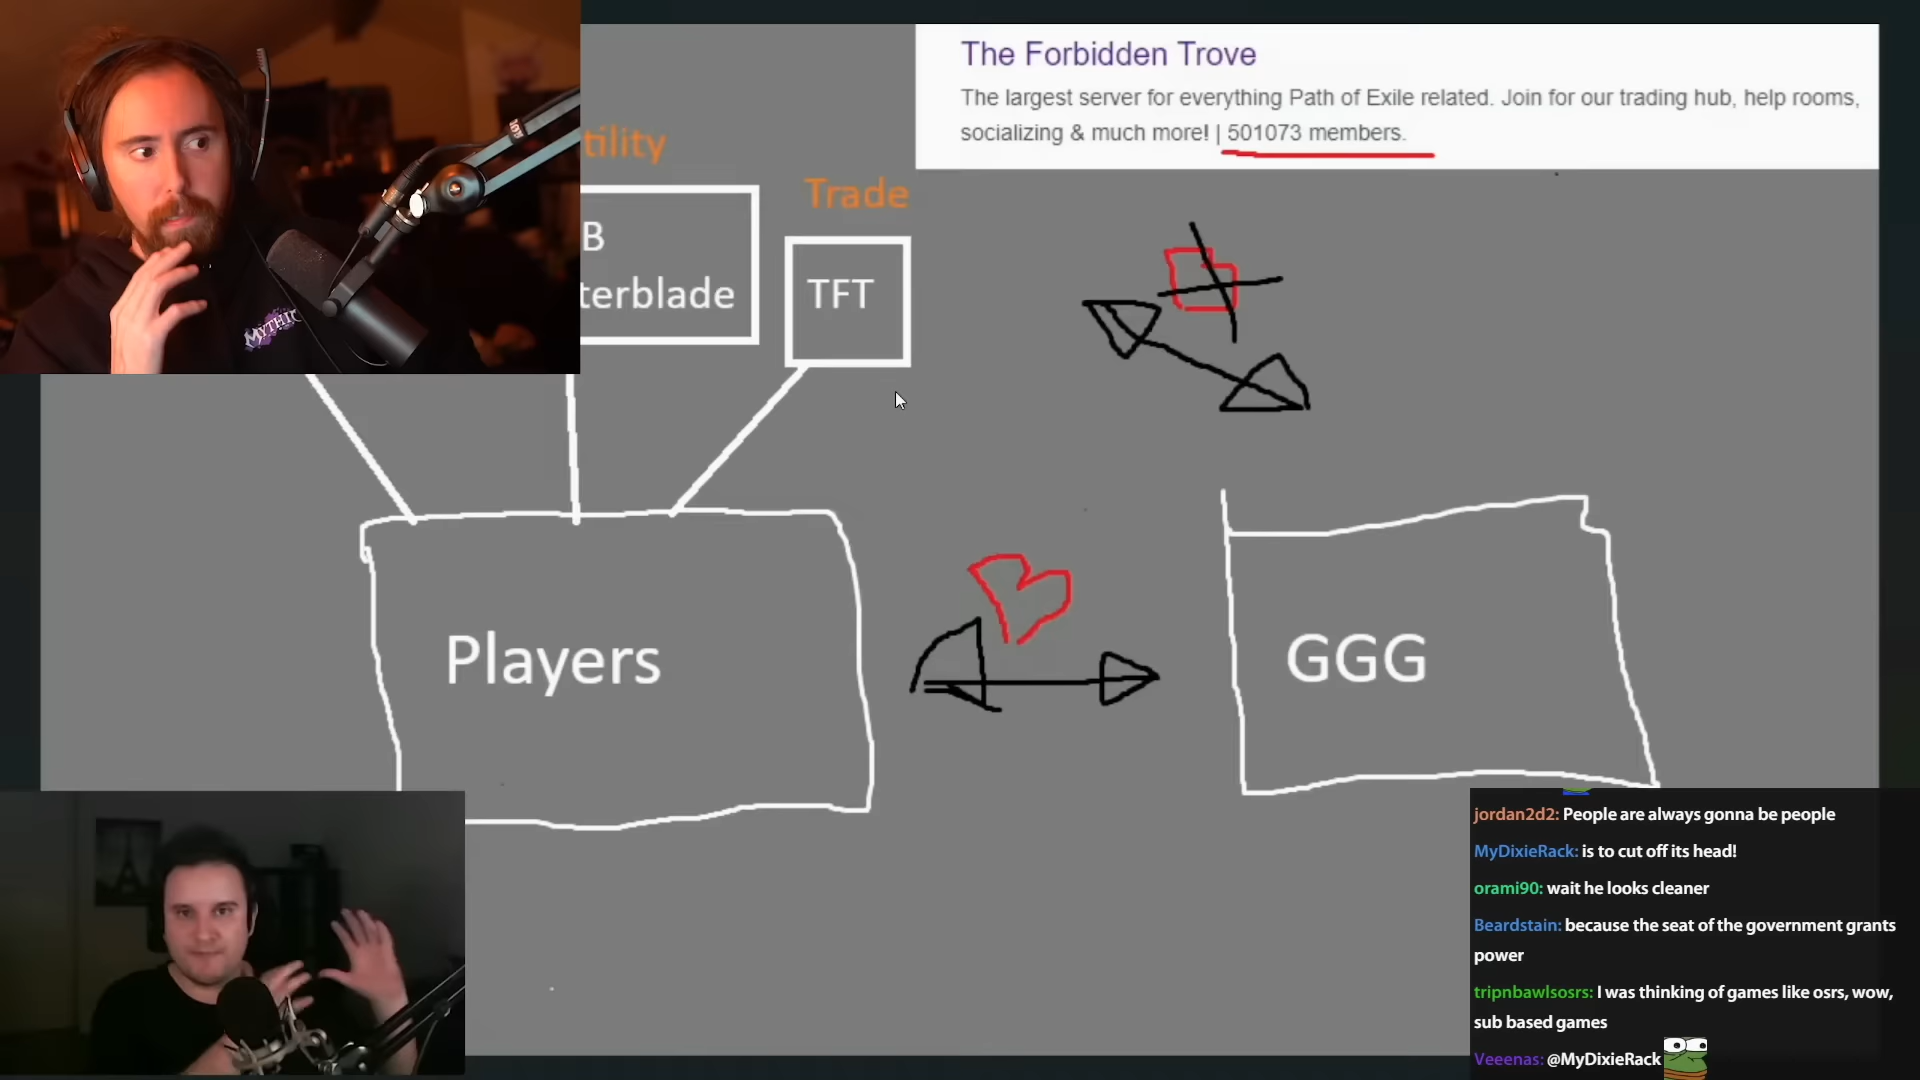 The Forbidden Trove
The largest server for everything Path of Exile related. Join for our trading hub, help rooms,
socializing & much more! | 501073 members.
tility
Trade
B
terblade
TFT
MYTHIC
Players
GGG
jordan2d2: People are always gonna be people
MyDixieRack: is to cut off its head!
orami90: wait he looks cleaner
Beardstain: because the seat of the government grants
power
tripnbawlsosrs: I was thinking of games like osrs, wow,
sub based games
Veeenas: @MyDixieRack